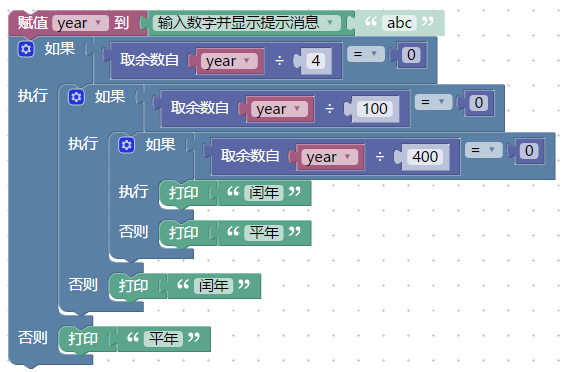 赋值 year 到 输入数字并显示提示消息 “ abc ”
如果 取余数自 year ÷ 4 = 0
执行 如果 取余数自 year ÷ 100 = 0
执行 如果 取余数自 year ÷ 400 = 0
执行 打印 “ 闰年 ”
否则 打印 “ 平年 ”
否则 打印 “ 闰年 ”
否则 打印 “ 平年 ”